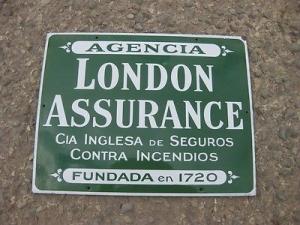 AGENCIA
LONDON
ASSURANCE
CIA INGLESA DE SEGUROS
CONTRA INCENDIOS
FUNDADA en 1720